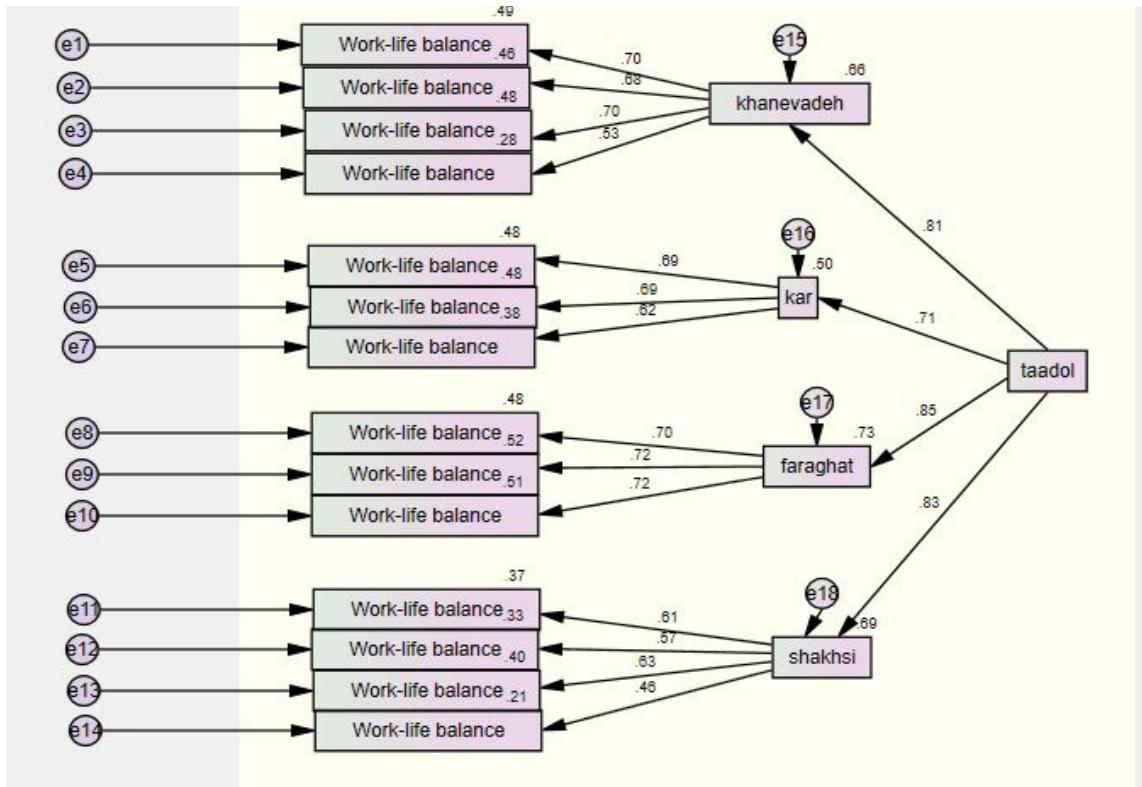 .49
e1
Work-life balance
.46
.70
e15
.66
e2
Work-life balance
.48
.68
khanevadeh
e3
Work-life balance
.28
.70
.53
e4
Work-life balance
.81
.48
e16
e5
Work-life balance
.48
.69
.50
e6
Work-life balance
.38
.69
kar
.62
.71
e7
Work-life balance
taadol
.48
e17
.85
e8
Work-life balance
.52
.70
.73
.72
faraghat
e9
Work-life balance
.51
.72
.83
e10
Work-life balance
.37
e18
e11
Work-life balance
.33
.61
.69
.57
e12
Work-life balance
.40
shakhsi
.63
e13
Work-life balance
.21
.46
e14
Work-life balance